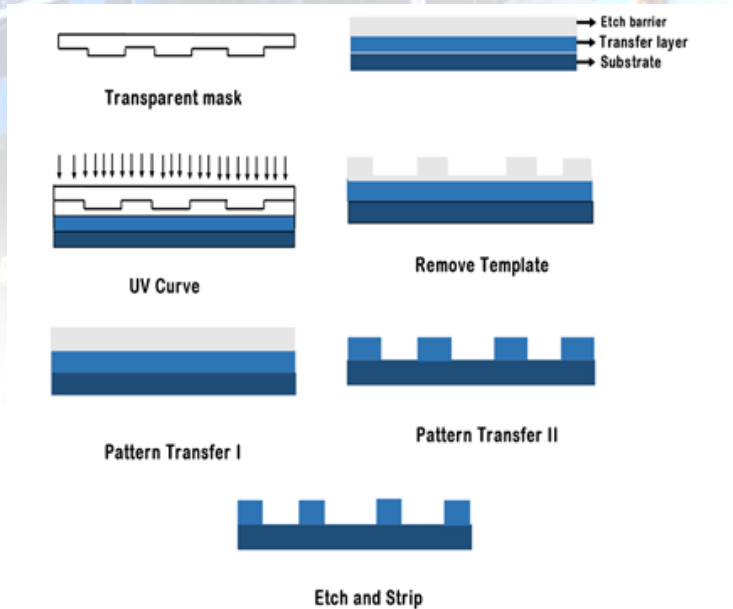 Etch barrier
Transfer layer
Substrate
Transparent mask
UV Curve
Remove Template
Pattern Transfer I
Pattern Transfer II
Etch and Strip